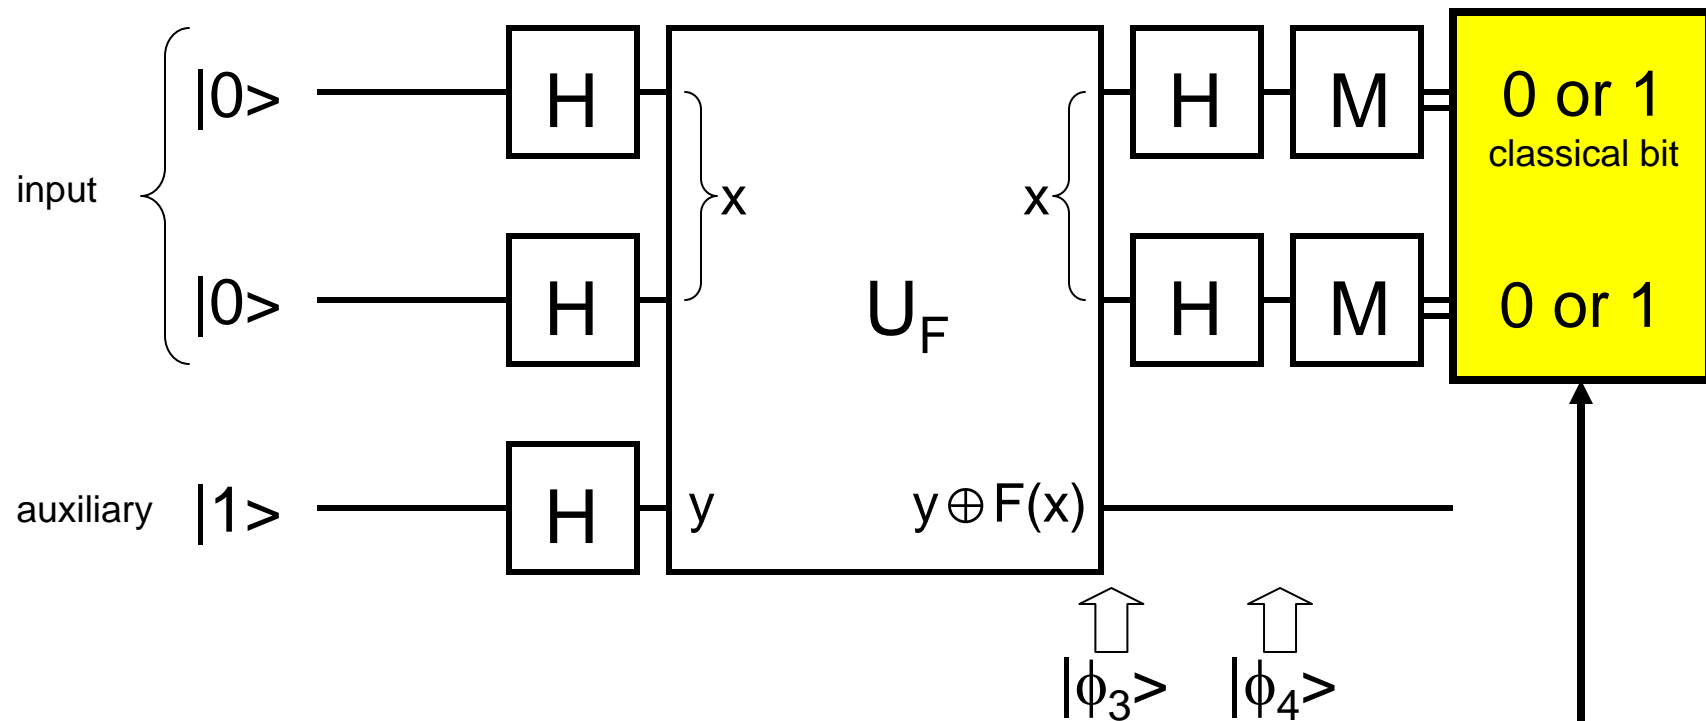 |0> H H M 0 or 1
classical bit
input x x
|0> H U_F H M 0 or 1
auxiliary |1> H y y ⊕ F(x)
|ϕ₃> |ϕ₄>